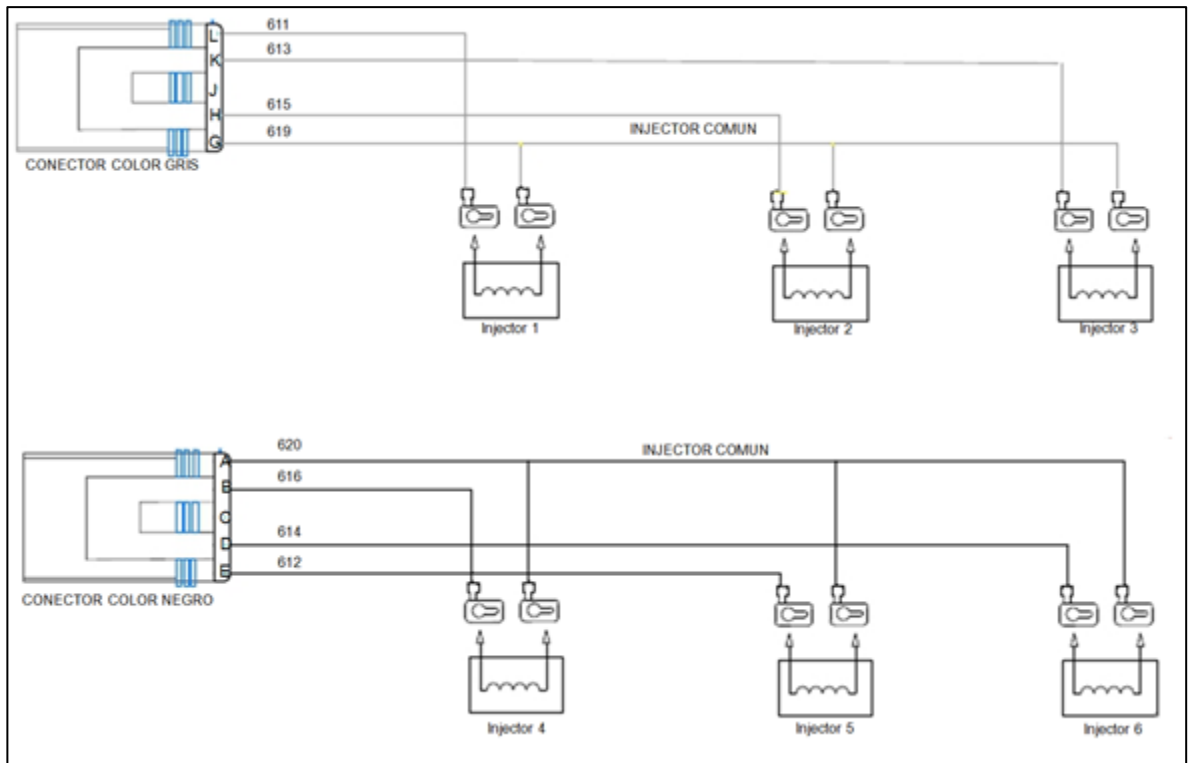 611
L
613
K
J
615
H
619
INJECTOR COMUN
G
CONECTOR COLOR GRIS
Injector 1
Injector 2
Injector 3
620
INJECTOR COMUN
A
616
B
C
614
D
612
E
CONECTOR COLOR NEGRO
Injector 4
Injector 5
Injector 6